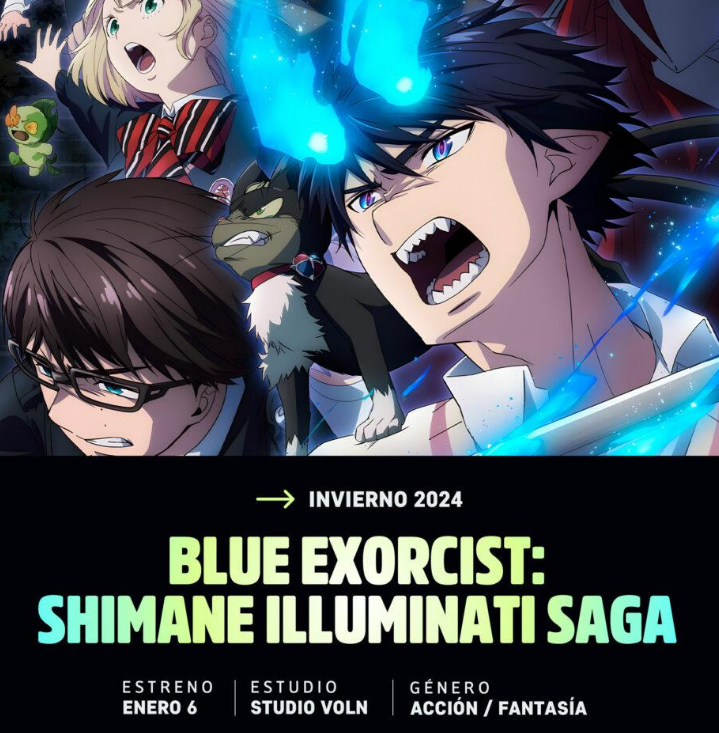 → INVIERNO 2024
BLUE EXORCIST:
SHIMANE ILLUMINATI SAGA
ESTRENO
ENERO 6
ESTUDIO
STUDIO VOLN
GÉNERO
ACCIÓN / FANTASÍA